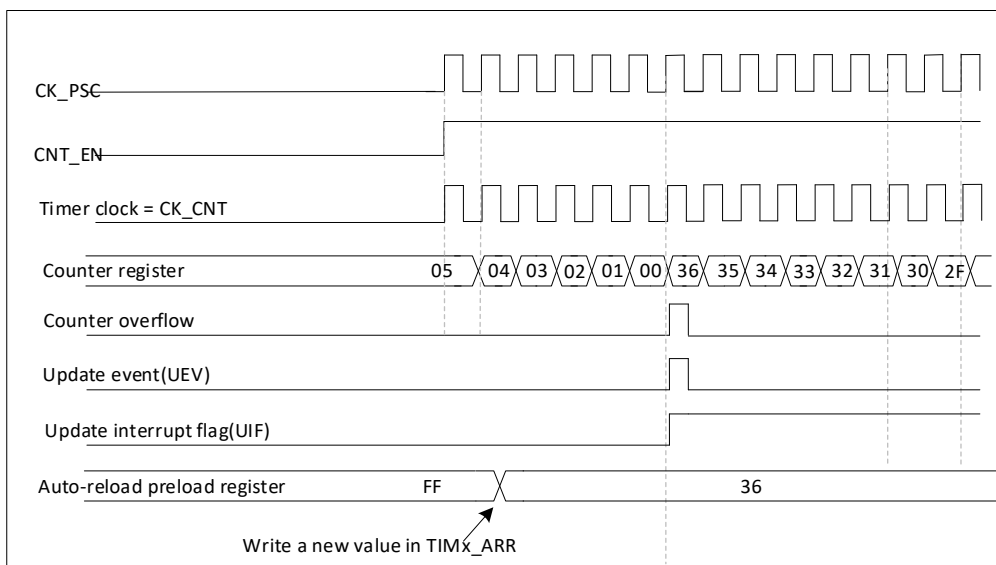 CK_PSC
CNT_EN
Timer clock = CK_CNT
Counter register 05 04 03 02 01 00 36 35 34 33 32 31 30 2F
Counter overflow
Update event(UEV)
Update interrupt flag(UIF)
Auto-reload preload register FF 36
Write a new value in TIMx_ARR